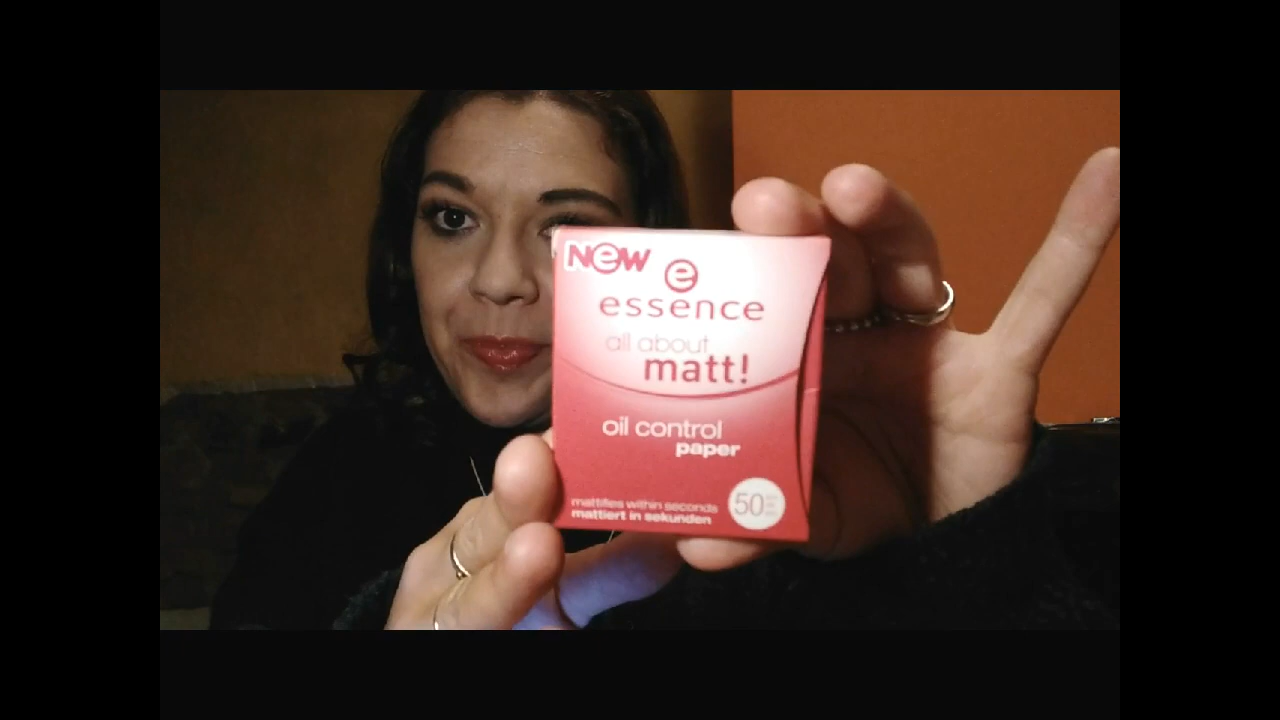 New
e
essence
all about
matt!
oil control
paper
mattifies within seconds
mattiert in sekunden
50